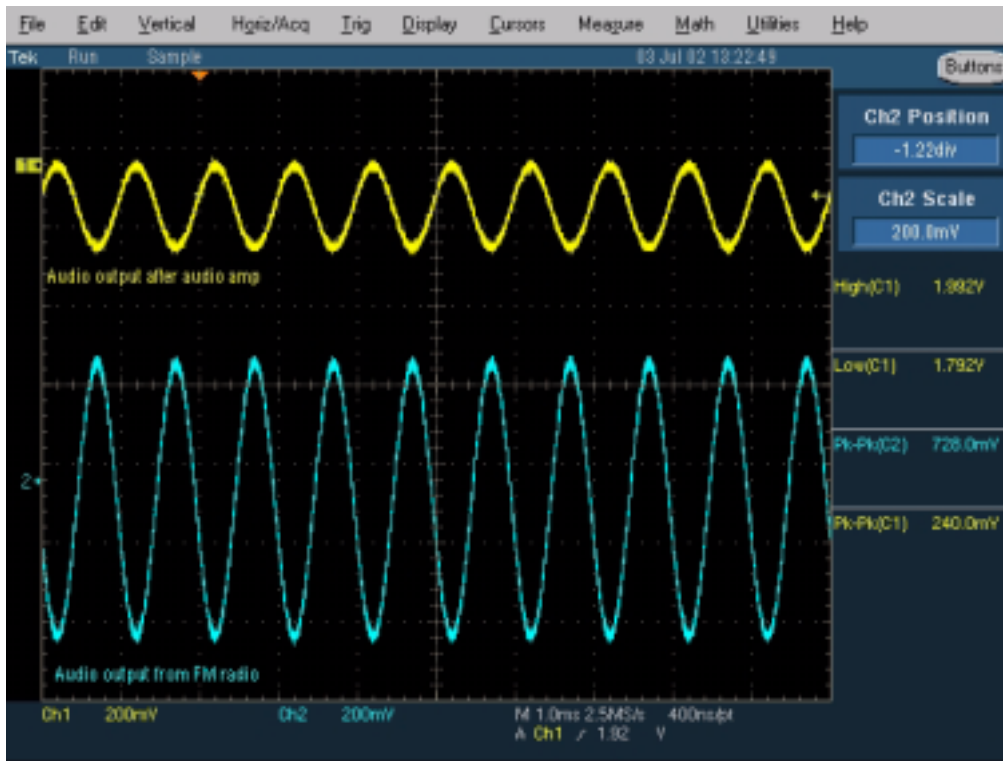 File Edit Vertical Horiz/Acq Trig Display Cursors Measure Math Utilities Help
Tek Run Sample 03 Jul 02 13:22:49
Buttons
Ch2 Position
-1.22div
Ch2 Scale
200.0mV
High(C1) 1.992V
Low(C1) 1.792V
Pk-Pk(C2) 728.0mV
Pk-Pk(C1) 240.0mV
Audio output after audio amp
2
Audio output from FM radio
Ch1 200mV Ch2 200mV M 1.0ms 2.5MS/s 400ns/pt
A Ch1 1.92 V